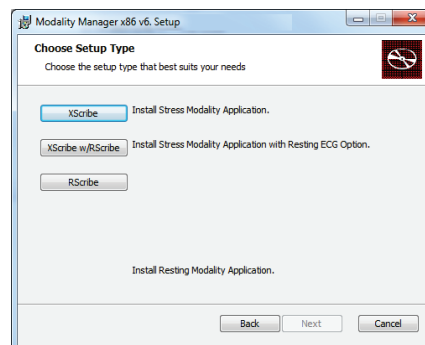 Modality Manager x86 v6. Setup
Choose Setup Type
Choose the setup type that best suits your needs
XScribe Install Stress Modality Application.
XScribe w/RScribe Install Stress Modality Application with Resting ECG Option.
RScribe
Install Resting Modality Application.
Back Next Cancel